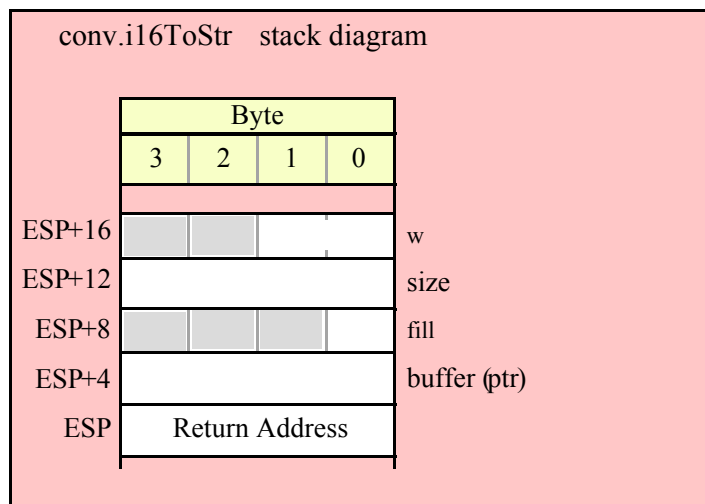 conv.i16ToStr stack diagram
Byte
3 2 1 0
ESP+16 w
ESP+12 size
ESP+8 fill
ESP+4 buffer (ptr)
ESP Return Address